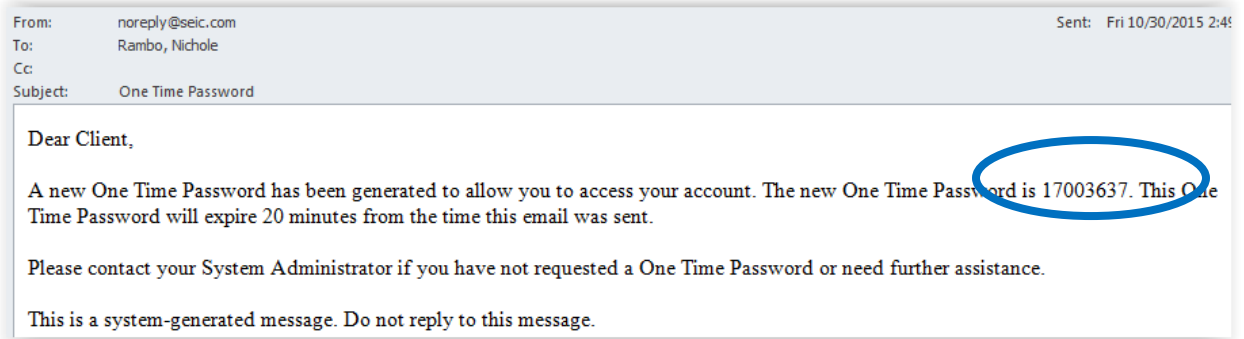 From: noreply@seic.com Sent: Fri 10/30/2015 2:49
To: Rambo, Nichole
Cc:
Subject: One Time Password
Dear Client,
A new One Time Password has been generated to allow you to access your account. The new One Time Password is 17003637. This One
Time Password will expire 20 minutes from the time this email was sent.
Please contact your System Administrator if you have not requested a One Time Password or need further assistance.
This is a system-generated message. Do not reply to this message.